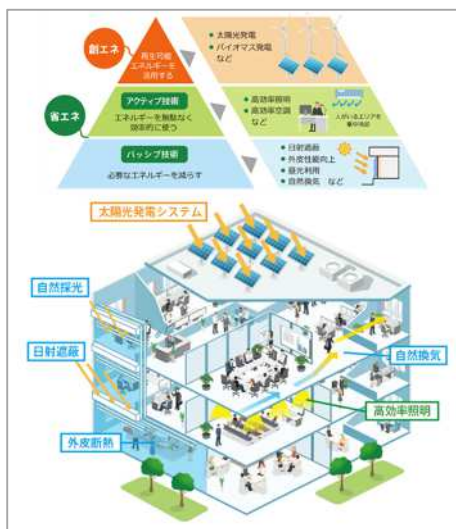 創エネ
再生可能
エネルギーを
活用する
● 太陽光発電
● バイオマス発電
など
省エネ
アクティブ技術
エネルギーを無駄なく
効率的に使う
● 高効率照明
● 高効率空調
など
人がいるエリアを
パッシブ技術
必要なエネルギーを減らす
● 日射遮蔽
● 外皮性能向上
● 昼光利用
● 自然換気 など
太陽光発電システム
自然採光
日射遮蔽
自然換気
高効率照明
外皮断熱